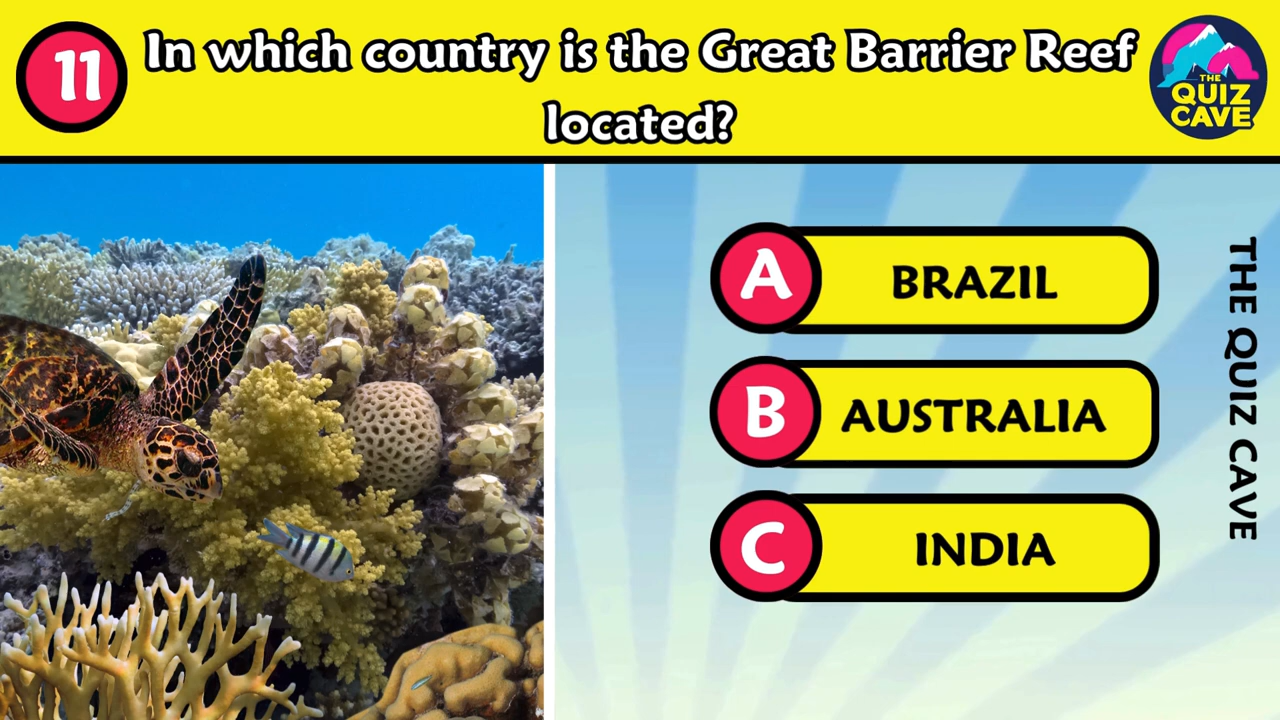 11
In which country is the Great Barrier Reef
located?
THE
QUIZ
CAVE
A
BRAZIL
B
AUSTRALIA
C
INDIA
THE QUIZ CAVE